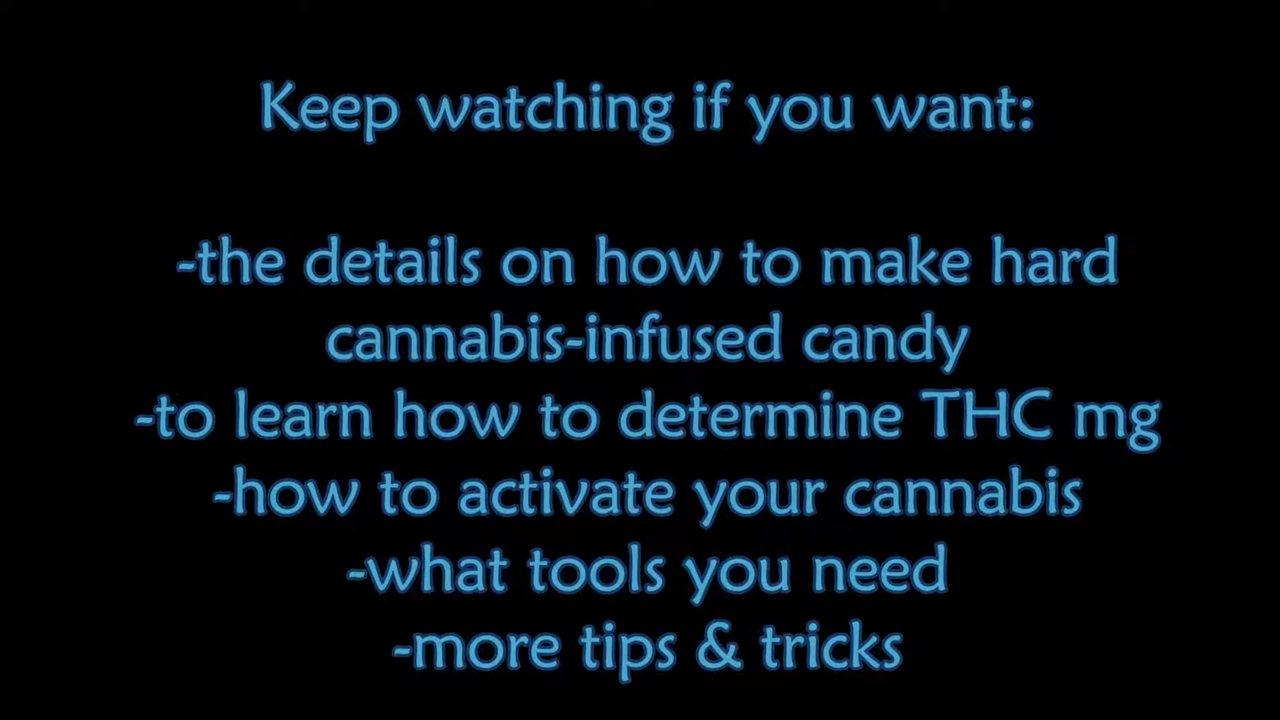 Keep watching if you want:
-the details on how to make hard
cannabis-infused candy
-to learn how to determine THC mg
-how to activate your cannabis
-what tools you need
-more tips & tricks